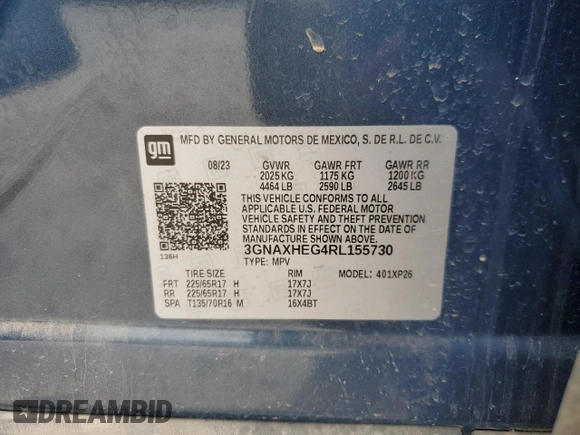 gm MFD BY GENERAL MOTORS DE MEXICO, S. DE R.L. DE C.V.
08/23 GVWR GAWR FRT GAWR RR
2025 KG 1175 KG 1200 KG
4464 LB 2590 LB 2645 LB
THIS VEHICLE CONFORMS TO ALL
APPLICABLE U.S. FEDERAL MOTOR
VEHICLE SAFETY AND THEFT PREVENTION
STANDARDS IN EFFECT ON THE DATE OF
MANUFACTURE SHOWN ABOVE.
3GNAXHEG4RL155730
136H TYPE: MPV
TIRE SIZE RIM MODEL: 401XP26
FRT 225/65R17 H 17X7J
RR 225/65R17 H 17X7J
SPA T135/70R16 M 16X4BT
DREAMBID